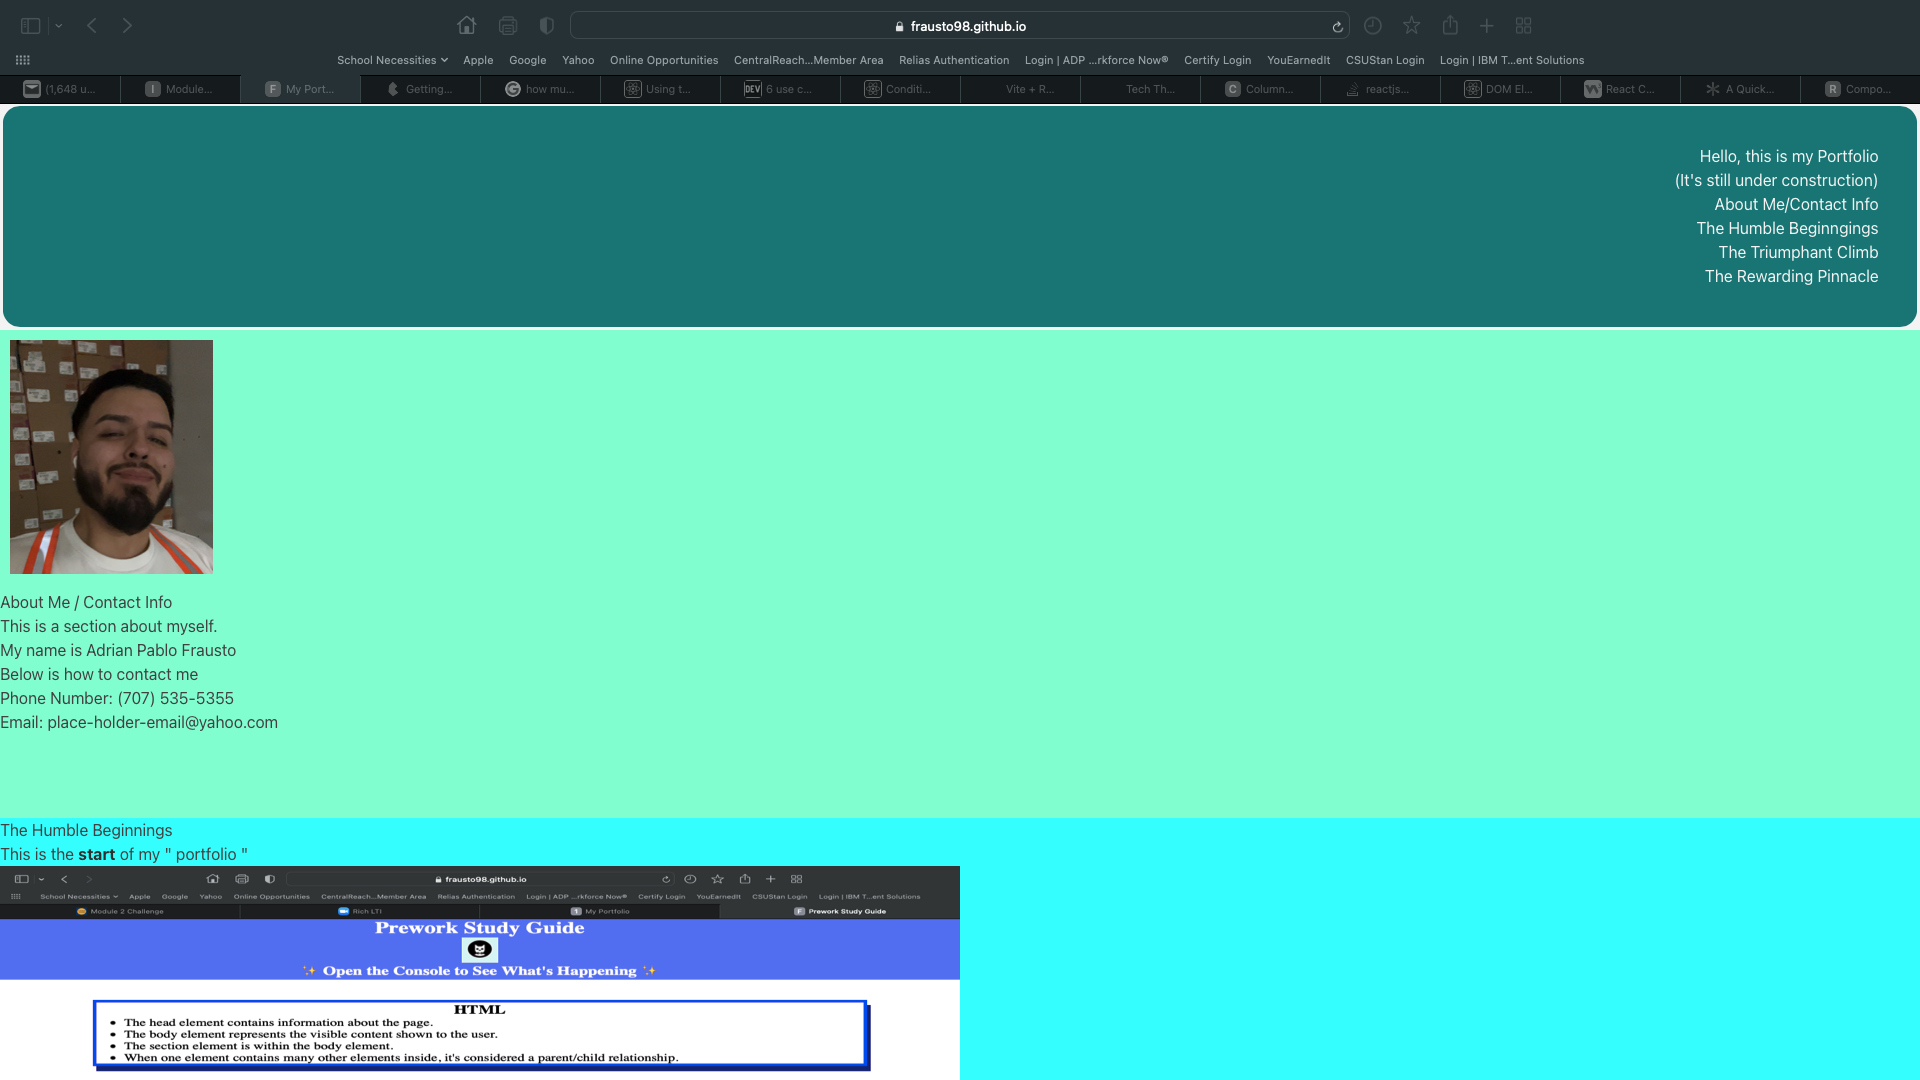 frausto98.github.io
School Necessities Apple Google Yahoo Online Opportunities CentralReach...Member Area Relias Authentication Login | ADP ...rkforce Now® Certify Login YouEarnedIt CSUStan Login Login | IBM T...ent Solutions
(1,648 u... I Module... F My Port... Getting... how mu... Using t... DEV 6 use c... Conditi... Vite + R... Tech Th... C Column... reactjs... DOM El... React C... A Quick... R Compo...
Hello, this is my Portfolio
(It's still under construction)
About Me/Contact Info
The Humble Beginngings
The Triumphant Climb
The Rewarding Pinnacle
About Me / Contact Info
This is a section about myself.
My name is Adrian Pablo Frausto
Below is how to contact me
Phone Number: (707) 535-5355
Email: place-holder-email@yahoo.com
The Humble Beginnings
This is the start of my " portfolio "
frausto98.github.io
School Necessities Apple Google Yahoo Online Opportunities CentralReach...Member Area Relias Authentication Login | ADP ...rkforce Now® Certify Login YouEarnedIt CSUStan Login Login | IBM T...ent Solutions
Module 2 Challenge Rich LTI 1 My Portfolio F Prework Study Guide
Prework Study Guide
✨ Open the Console to See What's Happening ✨
HTML
• The head element contains information about the page.
• The body element represents the visible content shown to the user.
• The section element is within the body element.
• When one element contains many other elements inside, it's considered a parent/child relationship.